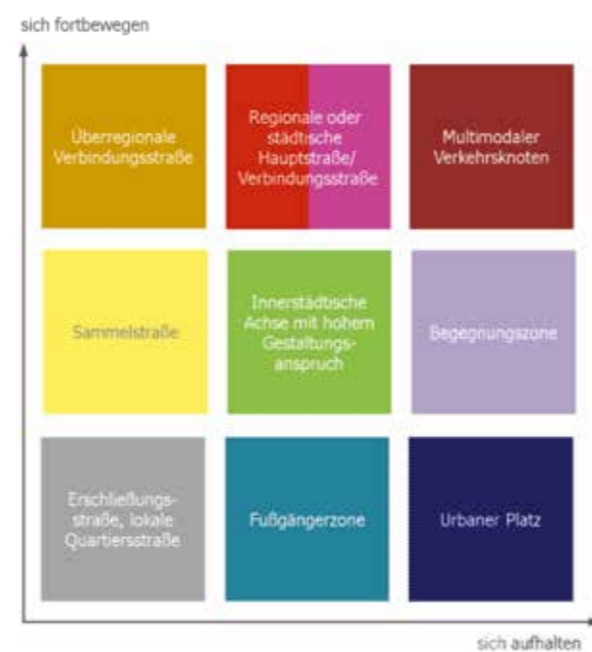 sich fortbewegen
Überregionale
Verbindungsstraße
Regionale oder
städtische
Hauptstraße/
Verbindungsstraße
Multimodaler
Verkehrsknoten
Sammelstraße
Innerstädtische
Achse mit hohem
Gestaltungs-
anspruch
Begegnungszone
Erschließungs-
straße, lokale
Quartiersstraße
Fußgängerzone
Urbaner Platz
sich aufhalten